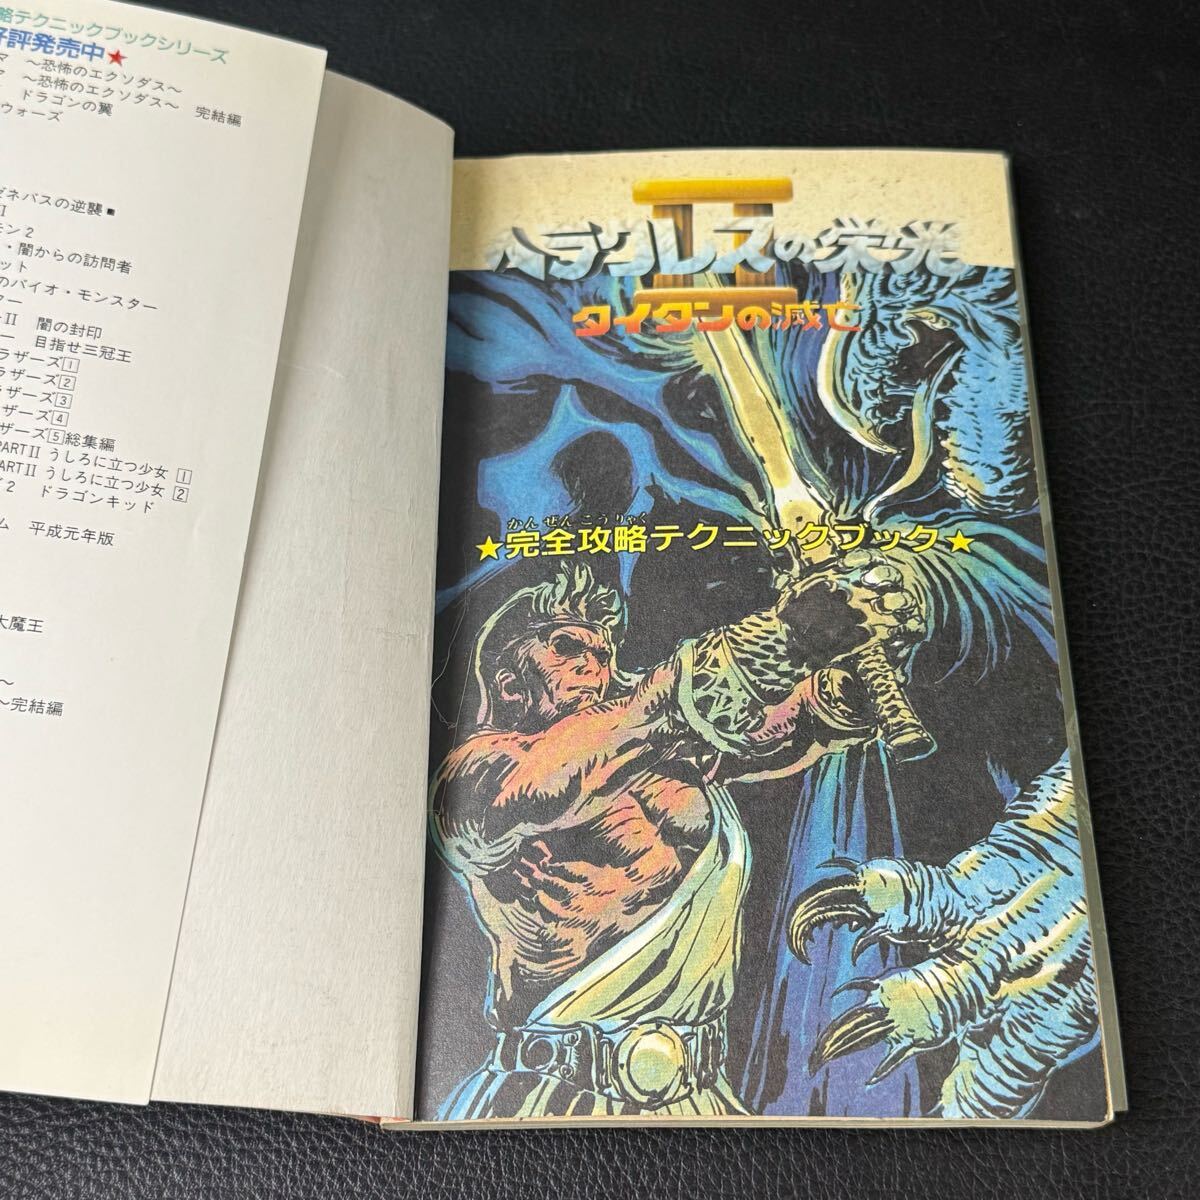 略テクニックブックシリーズ
好評発売中★
マ ～恐怖のエクソダス～
マ ～恐怖のエクソダス～ 完結編
ドラゴンの翼
ウォーズ
ゼネバスの逆襲■
II
モン2
・闇からの訪問者
ット
のバイオ・モンスター
ター
II 闇の封印
ー 目指せ三冠王
ラザーズ1
ラザーズ2
ラザーズ3
ラザーズ4
ザーズ5総集編
PARTII うしろに立つ少女 1
PARTII うしろに立つ少女 2
2 ドラゴンキッド
ム 平成元年版
大魔王
～
～完結編
II
ヘラクレスの栄光
タイタンの滅亡
かんぜんこうりゃく
★完全攻略テクニックブック★